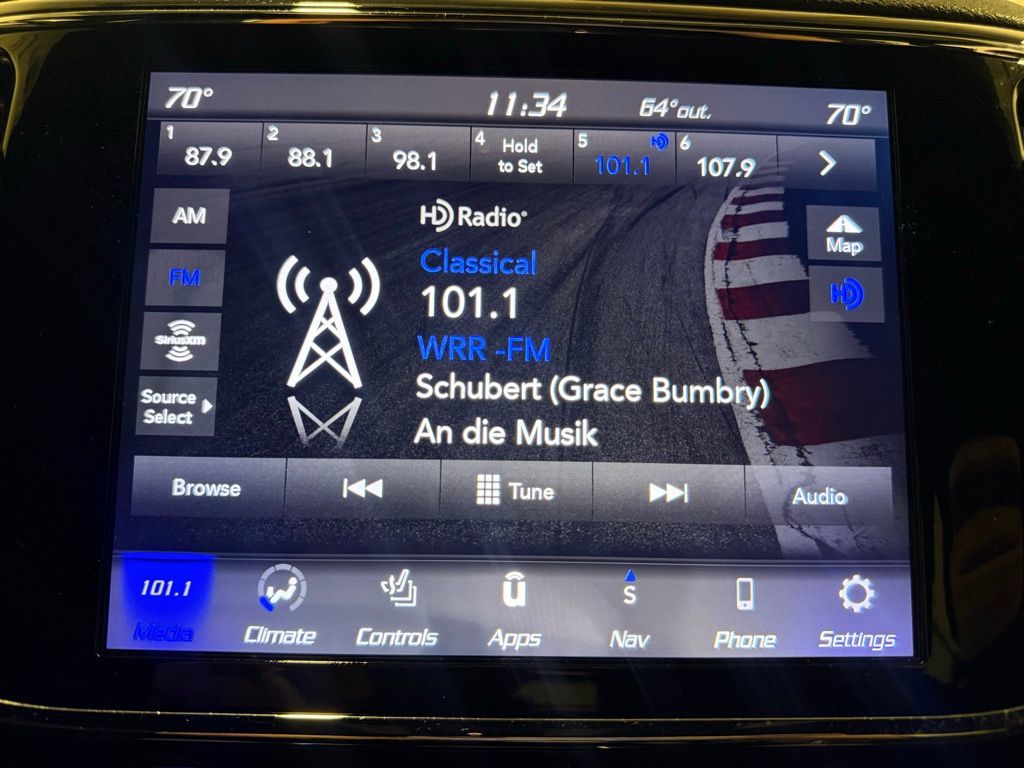 70° 11:34 64°out. 70°
1 87.9 2 88.1 3 98.1 4 Hold to Set 5 HD 101.1 6 107.9
AM
HD Radio®
Map
FM
Classical
HD
101.1
SiriusXM
WRR -FM
Source
Select
Schubert (Grace Bumbry)
An die Musik
Browse Tune Audio
101.1 u S
Media Climate Controls Apps Nav Phone Settings